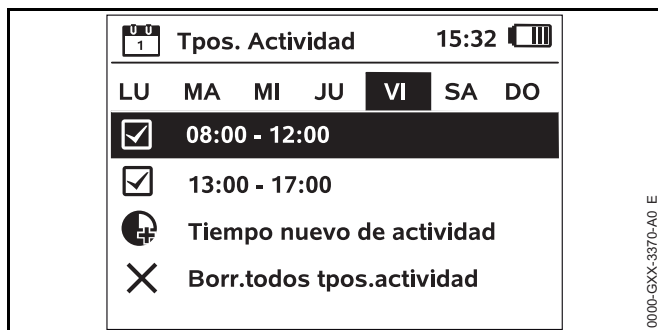 1 Tpos. Actividad 15:32
LU MA MI JU VI SA DO
08:00 - 12:00
13:00 - 17:00
Tiempo nuevo de actividad
Borr.todos tpos.actividad
0000-GXX-3370-A0 E